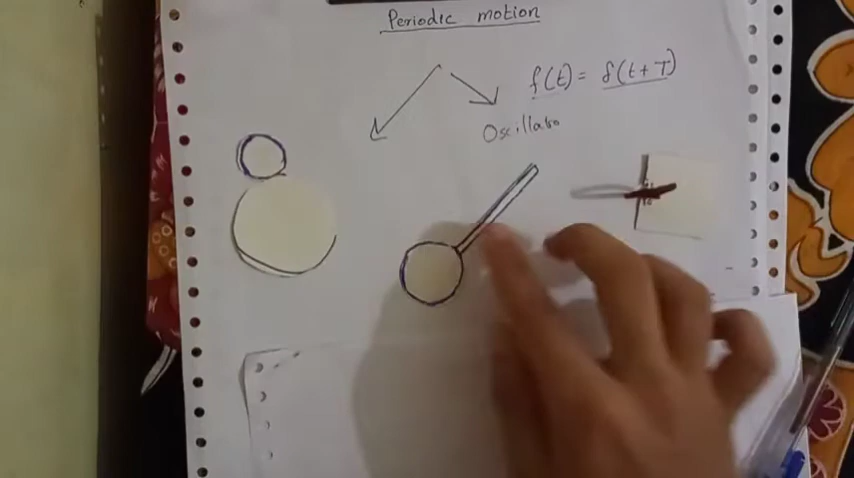 Periodic motion
f(t) = f(t+T)
Oscillato